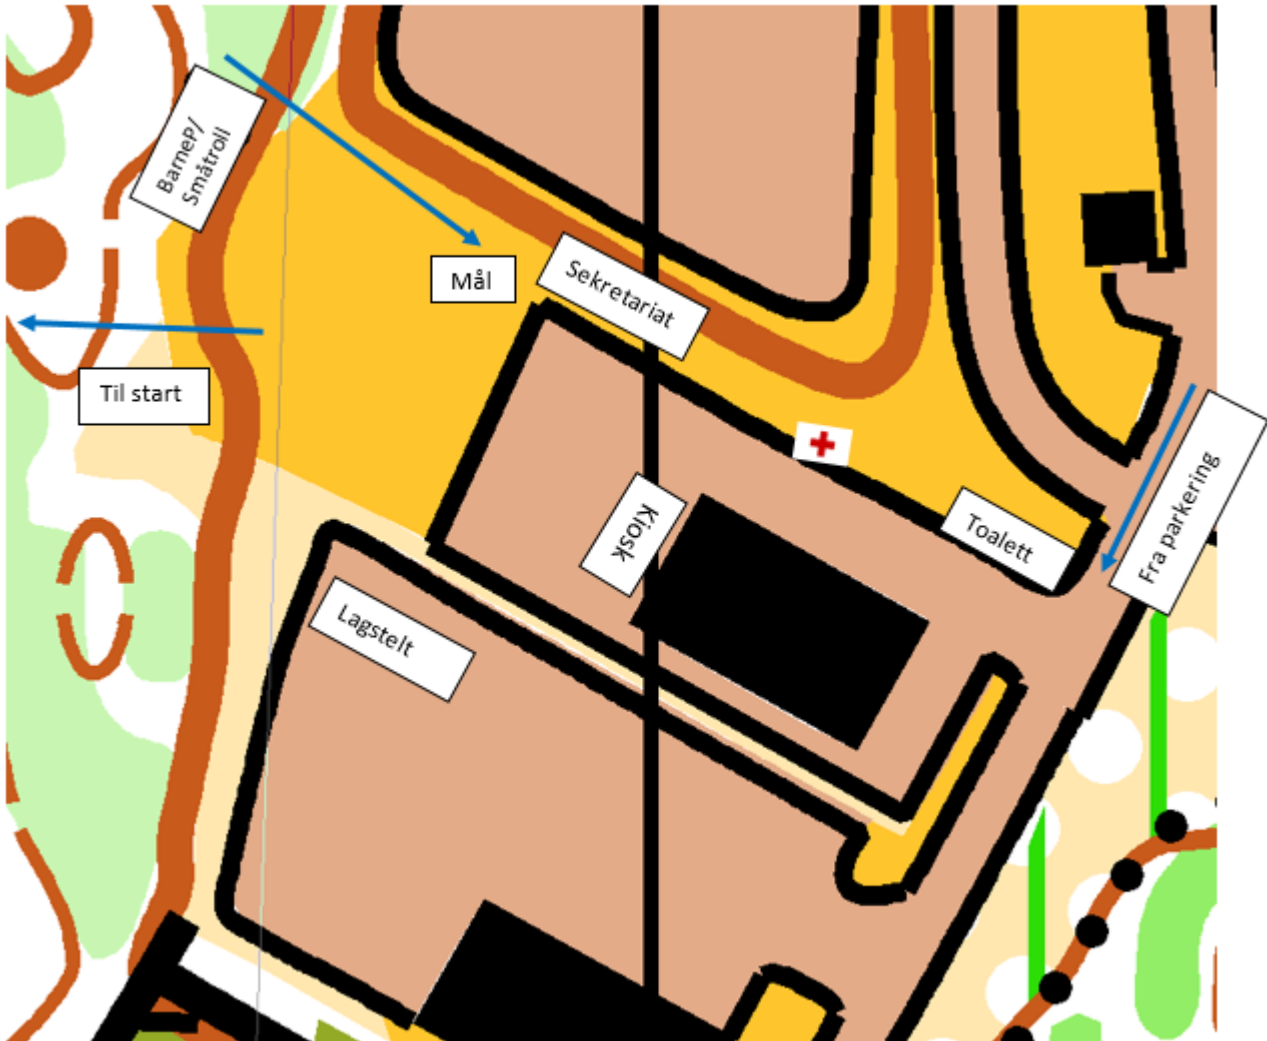 BarneP/
Småtroll
Mål
Sekretariat
Til start
Kiosk
Toalett
Fra parkering
Lagstelt